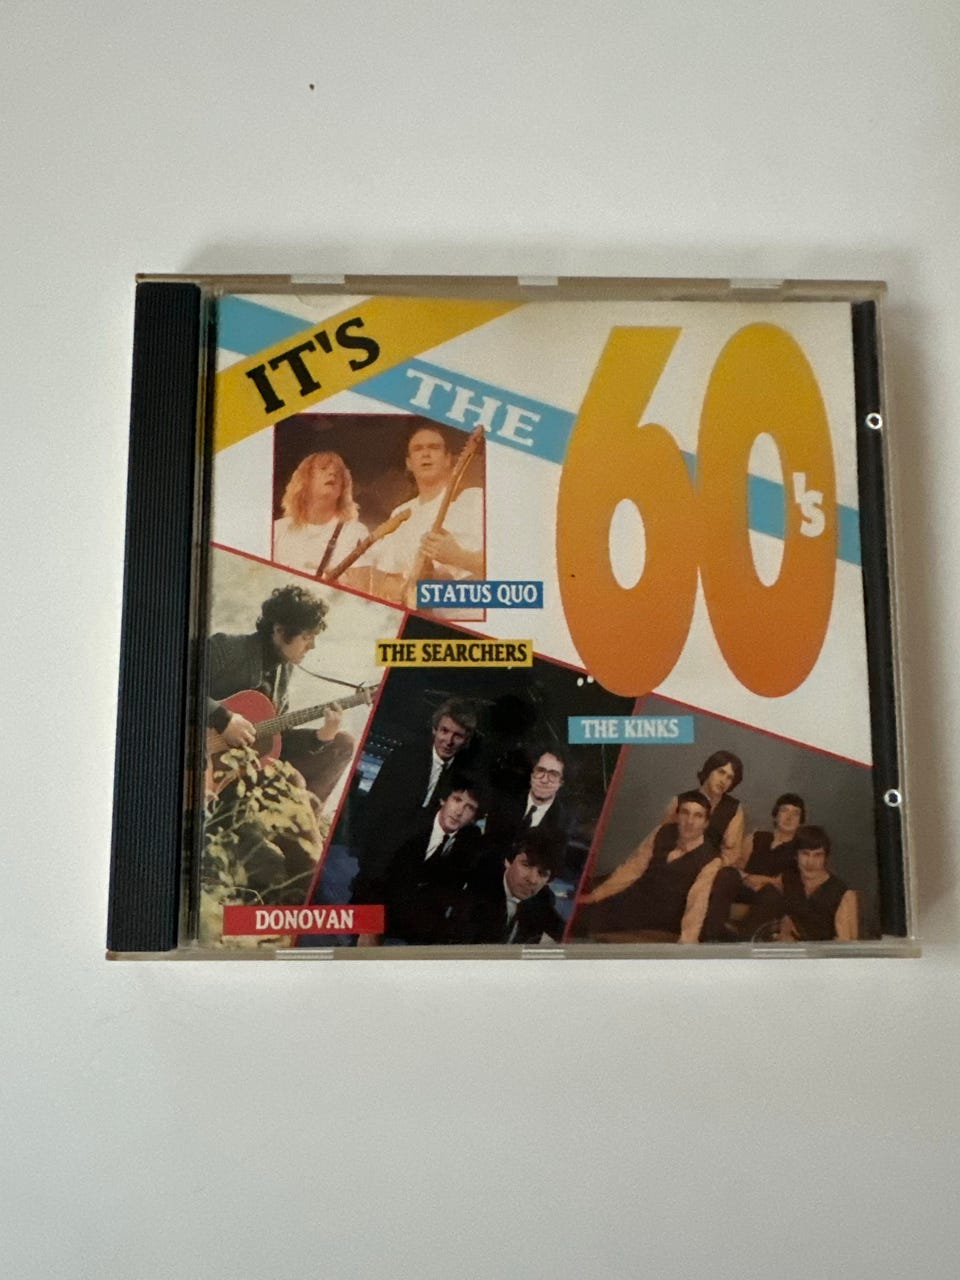 IT'S
THE
60
's
STATUS QUO
THE SEARCHERS
THE KINKS
DONOVAN